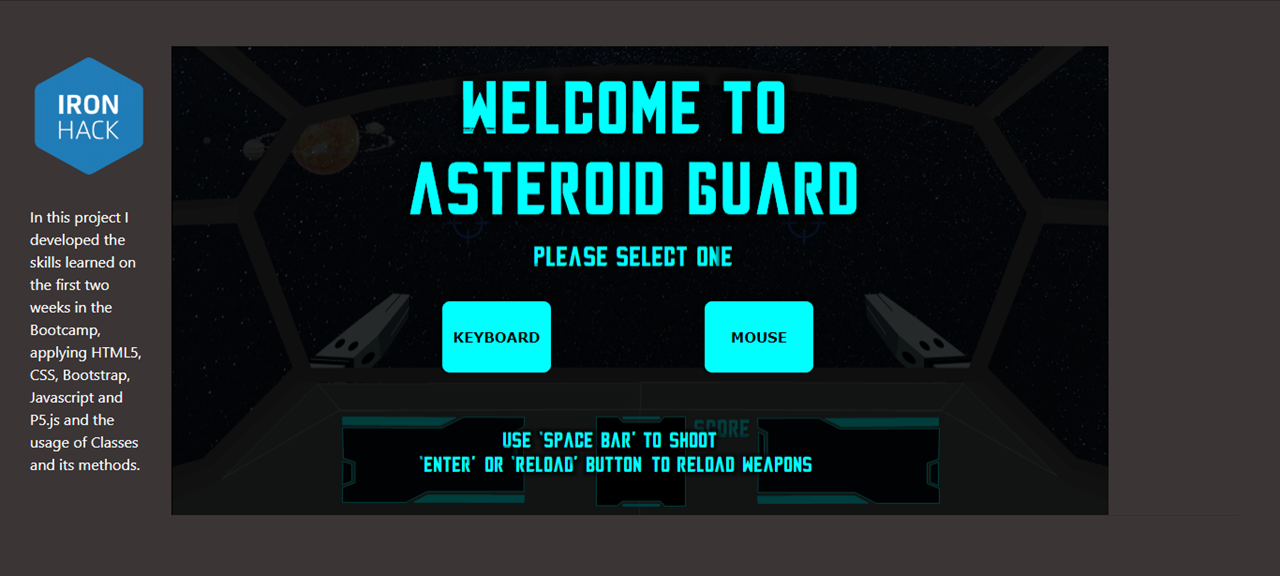 IRON
HACK
In this project I
developed the
skills learned on
the first two
weeks in the
Bootcamp,
applying HTML5,
CSS, Bootstrap,
Javascript and
P5.js and the
usage of Classes
and its methods.
WELCOME TO
ASTEROID GUARD
PLEASE SELECT ONE
KEYBOARD
MOUSE
SCORE
USE 'SPACE BAR' TO SHOOT
'ENTER' OR 'RELOAD' BUTTON TO RELOAD WEAPONS